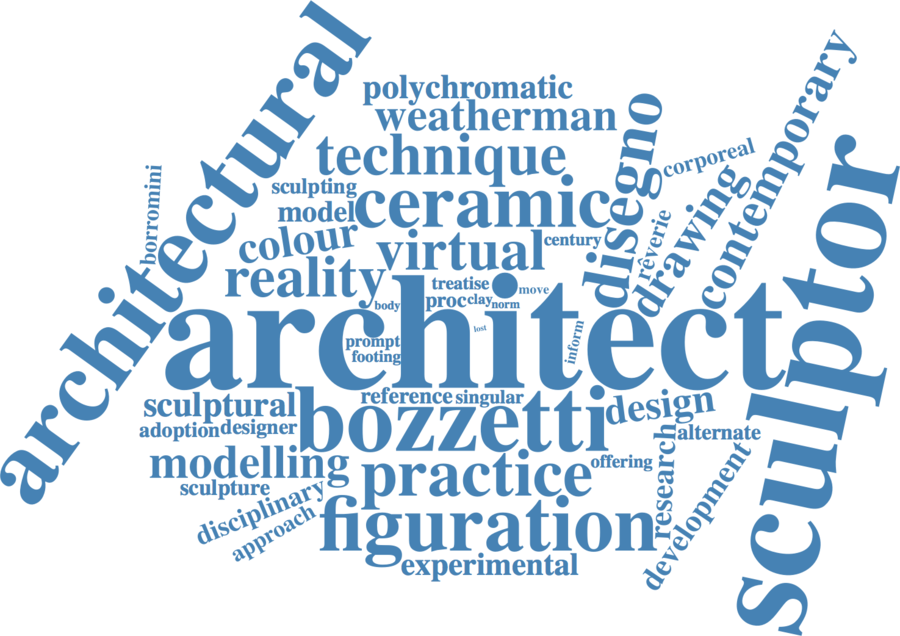 architectural
polychromatic
weatherman
technique
sculpting
ceramic
model
colour
virtual
century
reality
borromini
disegno
corporeal
rêverie
drawing
contemporary
sculptor
treatise
move
proc
clay
norm
body
architect
lost
inform
prompt
footing
reference
singular
sculptural
bozzetti
design
adoption
designer
alternate
modelling
practice
offering
research
sculpture
disciplinary
approach
figuration
development
experimental